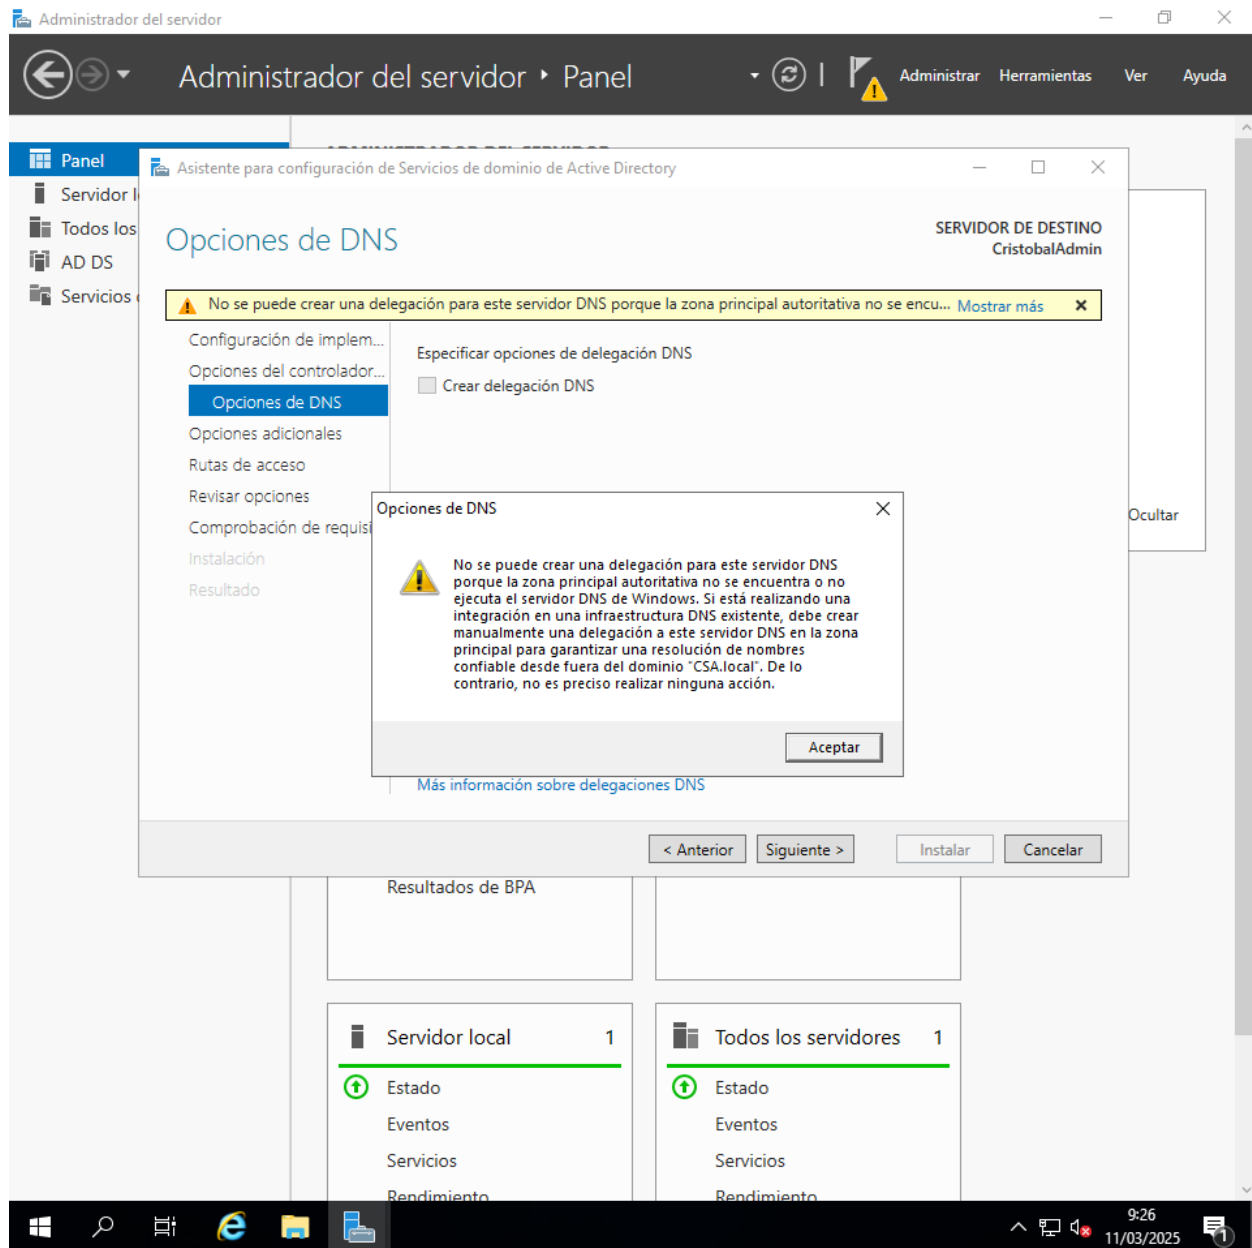 Administrador del servidor
Administrador del servidor
Panel
Administrar
Herramientas
Ver
Ayuda
Panel
Servidor l
Todos los
AD DS
Servicios
ADMINISTRADOR DEL SERVIDOR
Asistente para configuración de Servicios de dominio de Active Directory
Opciones de DNS
SERVIDOR DE DESTINO
CristobalAdmin
No se puede crear una delegación para este servidor DNS porque la zona principal autoritativa no se encu... Mostrar más
Configuración de implem...
Opciones del controlador...
Opciones de DNS
Opciones adicionales
Rutas de acceso
Revisar opciones
Comprobación de requisi
Instalación
Resultado
Especificar opciones de delegación DNS
Crear delegación DNS
Opciones de DNS
No se puede crear una delegación para este servidor DNS
porque la zona principal autoritativa no se encuentra o no
ejecuta el servidor DNS de Windows. Si está realizando una
integración en una infraestructura DNS existente, debe crear
manualmente una delegación a este servidor DNS en la zona
principal para garantizar una resolución de nombres
confiable desde fuera del dominio "CSA.local". De lo
contrario, no es preciso realizar ninguna acción.
Aceptar
Más información sobre delegaciones DNS
< Anterior
Siguiente >
Instalar
Cancelar
Ocultar
Resultados de BPA
Servidor local
1
Estado
Eventos
Servicios
Rendimiento
Todos los servidores
1
Estado
Eventos
Servicios
Rendimiento
9:26
11/03/2025
1